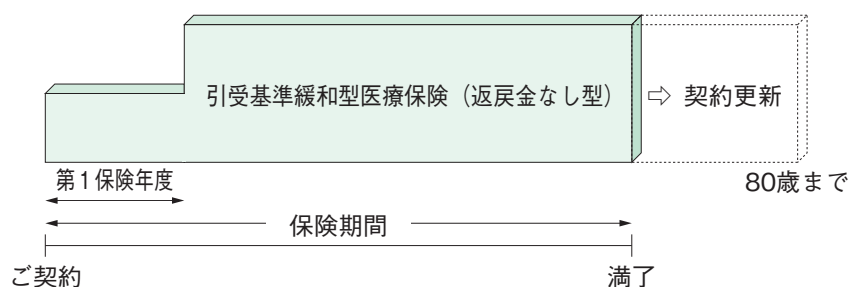 引受基準緩和型医療保険（返戻金なし型）
⇨ 契約更新
第1保険年度
80歳まで
保険期間
ご契約
満了